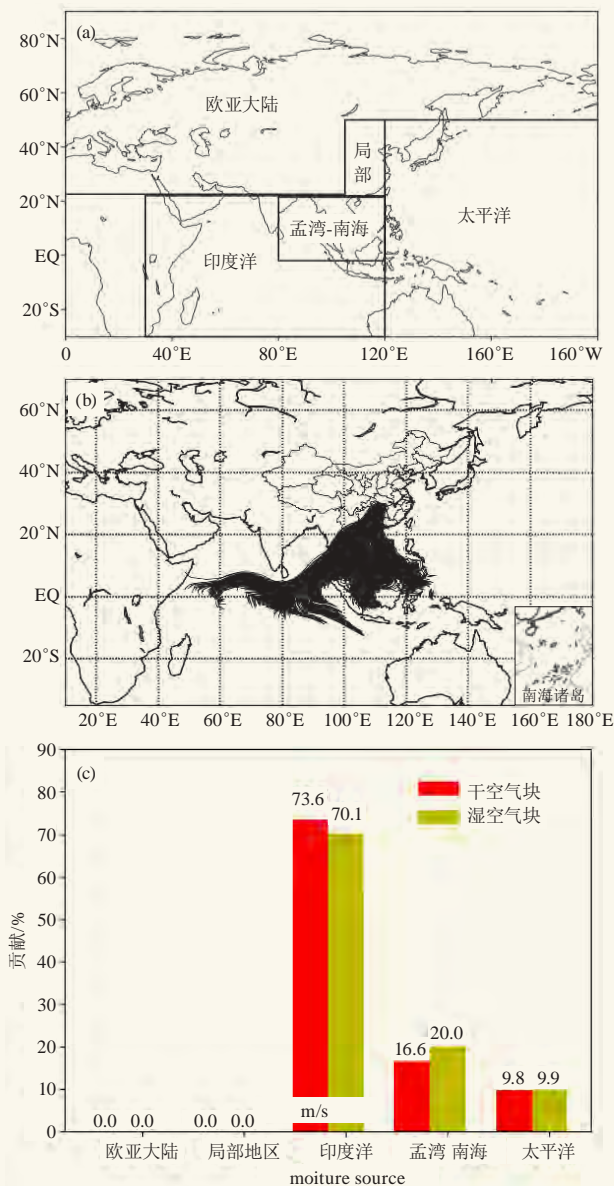 (a)
80°N
60°N
40°N
20°N
EQ
20°S
欧亚大陆
局部
太平洋
孟湾-南海
印度洋
0 40°E 80°E 120°E 160°E 160°W
(b)
60°N
40°N
20°N
EQ
20°S
南海诸岛
20°E 40°E 60°E 80°E 100°E 120°E 140°E 160°E 180°E
(c)
干空气块
湿空气块
贡献/%
90
80
70
60
50
40
30
20
10
0
0.0 0.0 0.0 0.0 73.6 70.1 16.6 20.0 9.8 9.9
m/s
欧亚大陆 局部地区 印度洋 孟湾 南海 太平洋
moiture source